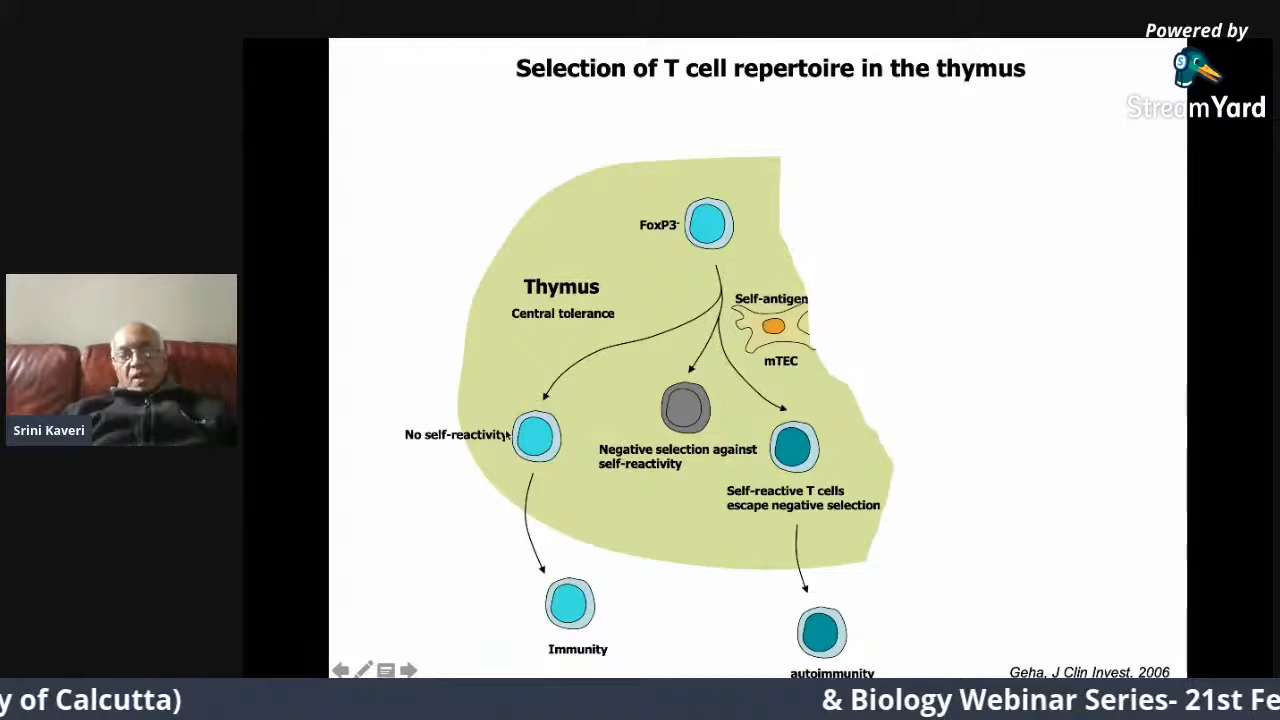 Powered by
StreamYard
Selection of T cell repertoire in the thymus
FoxP3-
Thymus
Central tolerance
Self-antigen
mTEC
No self-reactivity
Negative selection against
self-reactivity
Self-reactive T cells
escape negative selection
Immunity
autoimmunity
Geha, J Clin Invest, 2006
Srini Kaveri
y of Calcutta)
& Biology Webinar Series- 21st Fe